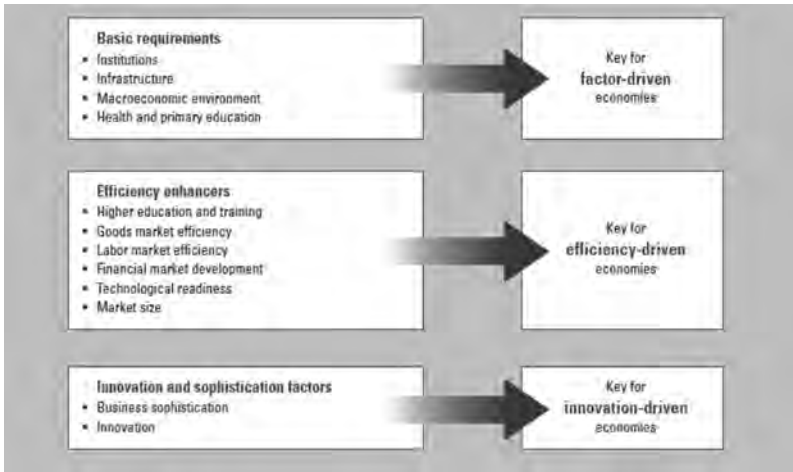 Basic requirements
• Institutions
• Infrastructure
• Macroeconomic environment
• Health and primary education
Key for
factor-driven
economies
Efficiency enhancers
• Higher education and training
• Goods market efficiency
• Labor market efficiency
• Financial market development
• Technological readiness
• Market size
Key for
efficiency-driven
economies
Innovation and sophistication factors
• Business sophistication
• Innovation
Key for
innovation-driven
economies